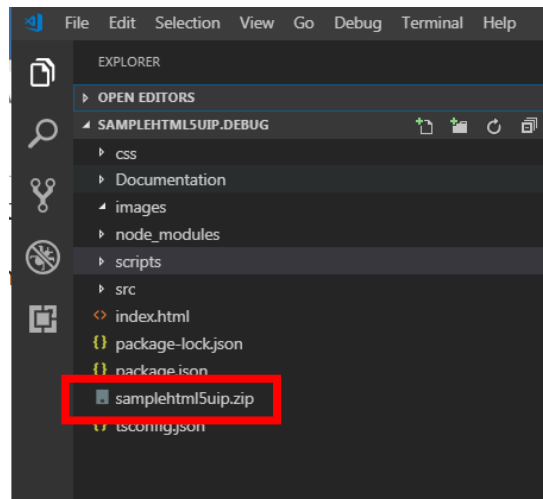 File Edit Selection View Go Debug Terminal Help
EXPLORER
OPEN EDITORS
SAMPLEHTML5UIP.DEBUG
css
Documentation
images
node_modules
scripts
src
<> index.html
{} package-lock.json
{} package.json
samplehtml5uip.zip
{} tsconfig.json